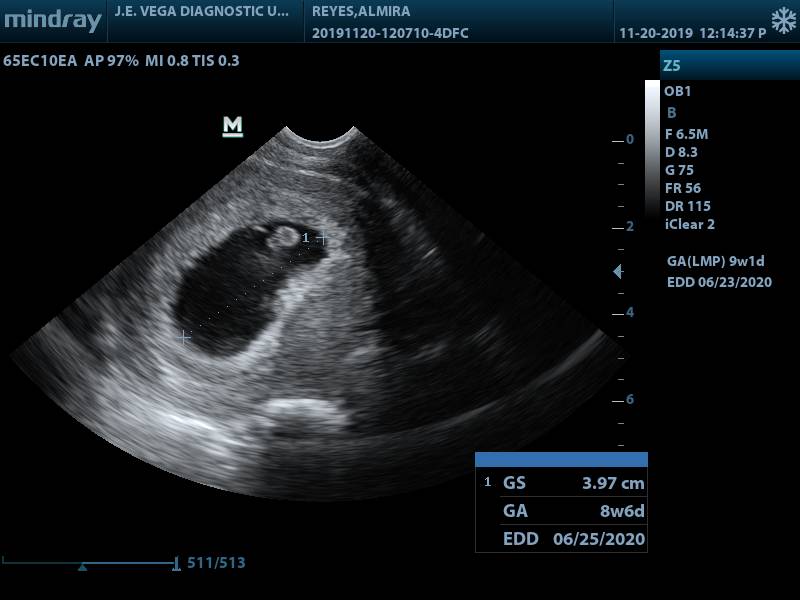 mindray
J.E. VEGA DIAGNOSTIC U...
REYES,ALMIRA
20191120-120710-4DFC
11-20-2019 12:14:37 P
65EC10EA AP 97% MI 0.8 TIS 0.3
Z5
OB1
B
F 6.5M
D 8.3
G 75
FR 56
DR 115
iClear 2
GA(LMP) 9w1d
EDD 06/23/2020
M
0
2
4
6
1
1 GS 3.97 cm
GA 8w6d
EDD 06/25/2020
511/513